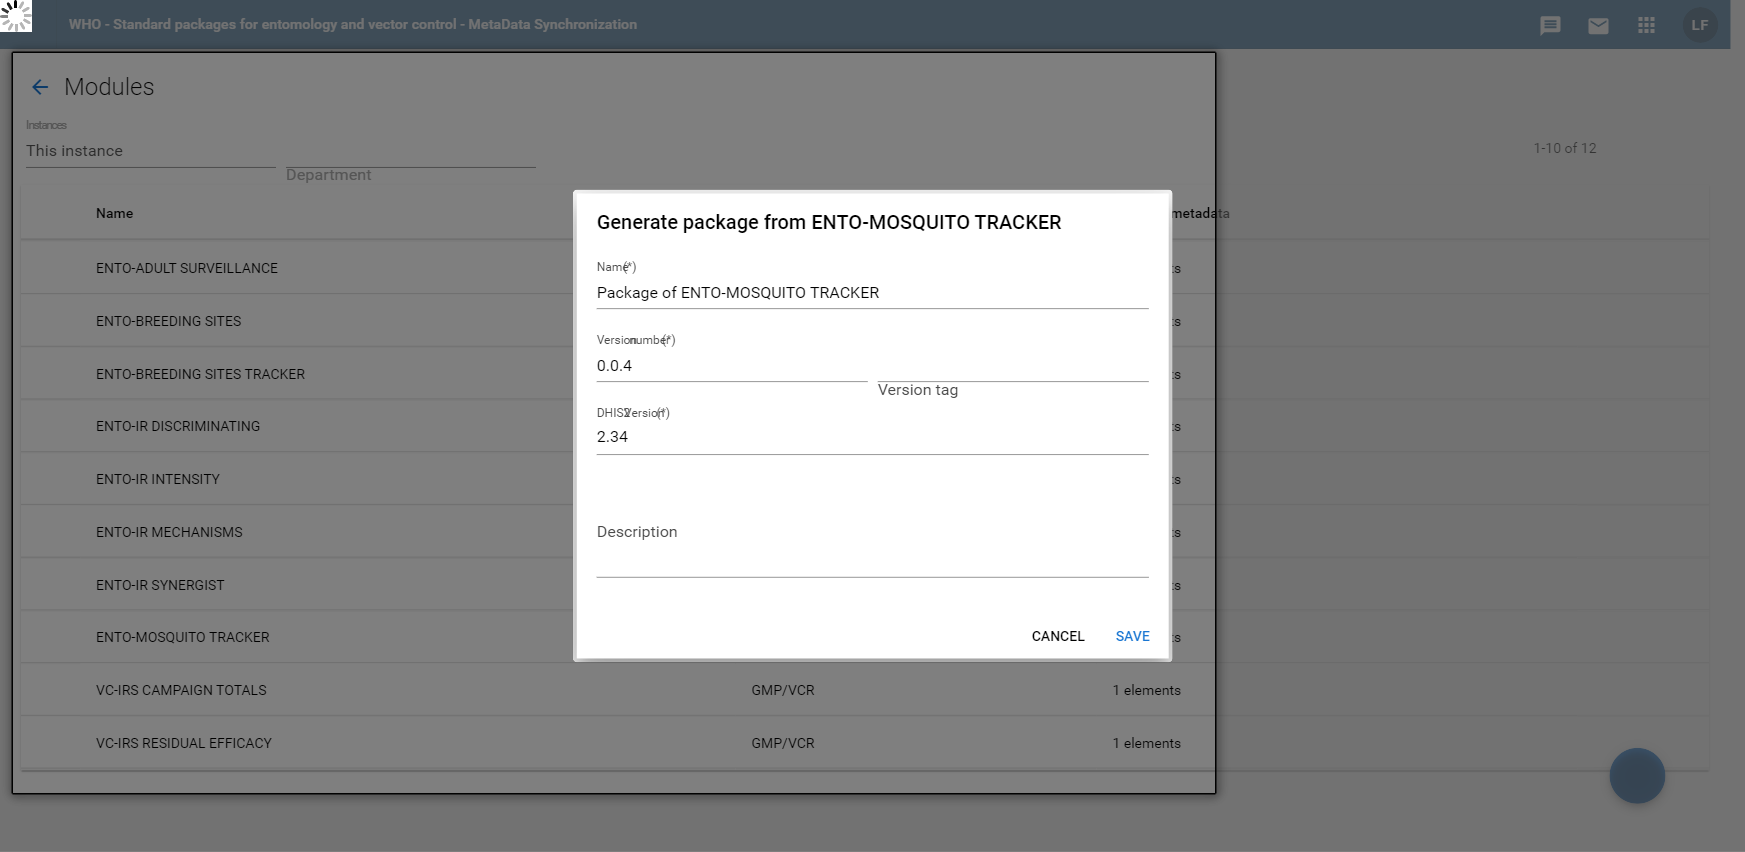 WHO - Standard packages for entomology and vector control - MetaData Synchronization
LF
Modules
Instances
This instance
Department
1-10 of 12
Name
metadata
ENTO-ADULT SURVEILLANCE
ENTO-BREEDING SITES
ENTO-BREEDING SITES TRACKER
ENTO-IR DISCRIMINATING
ENTO-IR INTENSITY
ENTO-IR MECHANISMS
ENTO-IR SYNERGIST
ENTO-MOSQUITO TRACKER
VC-IRS CAMPAIGN TOTALS GMP/VCR 1 elements
VC-IRS RESIDUAL EFFICACY GMP/VCR 1 elements
Generate package from ENTO-MOSQUITO TRACKER
Name (*)
Package of ENTO-MOSQUITO TRACKER
Version number (*)
0.0.4
Version tag
DHIS2 Version (*)
2.34
Description
CANCEL SAVE